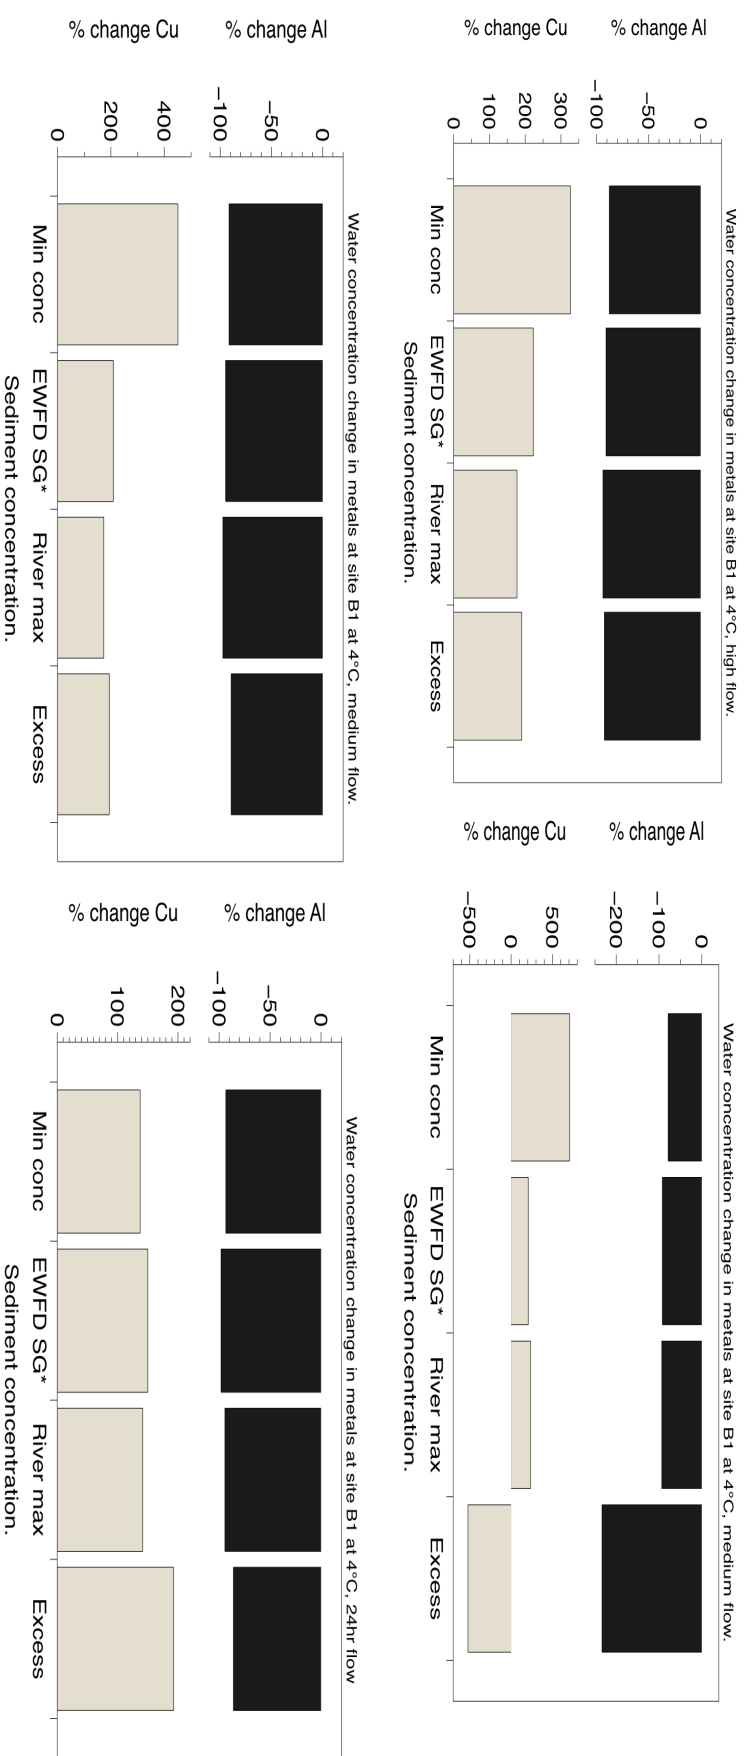 Water concentration change in metals at site B1 at 4°C, high flow.
% change Al
0
−50
−100
% change Cu
300
200
100
0
Min conc EWFD SG* River max Excess
Sediment concentration.
Water concentration change in metals at site B1 at 4°C, medium flow.
% change Al
0
−100
−200
% change Cu
500
0
−500
Min conc EWFD SG* River max Excess
Sediment concentration.
Water concentration change in metals at site B1 at 4°C, medium flow.
% change Al
0
−50
−100
% change Cu
400
200
0
Min conc EWFD SG* River max Excess
Sediment concentration.
Water concentration change in metals at site B1 at 4°C, 24hr flow
% change Al
0
−50
−100
% change Cu
200
100
0
Min conc EWFD SG* River max Excess
Sediment concentration.